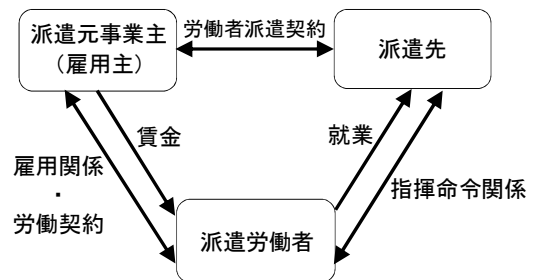 派遣元事業主
（雇用主）
労働者派遣契約
派遣先
賃金
就業
雇用関係
・
労働契約
指揮命令関係
派遣労働者